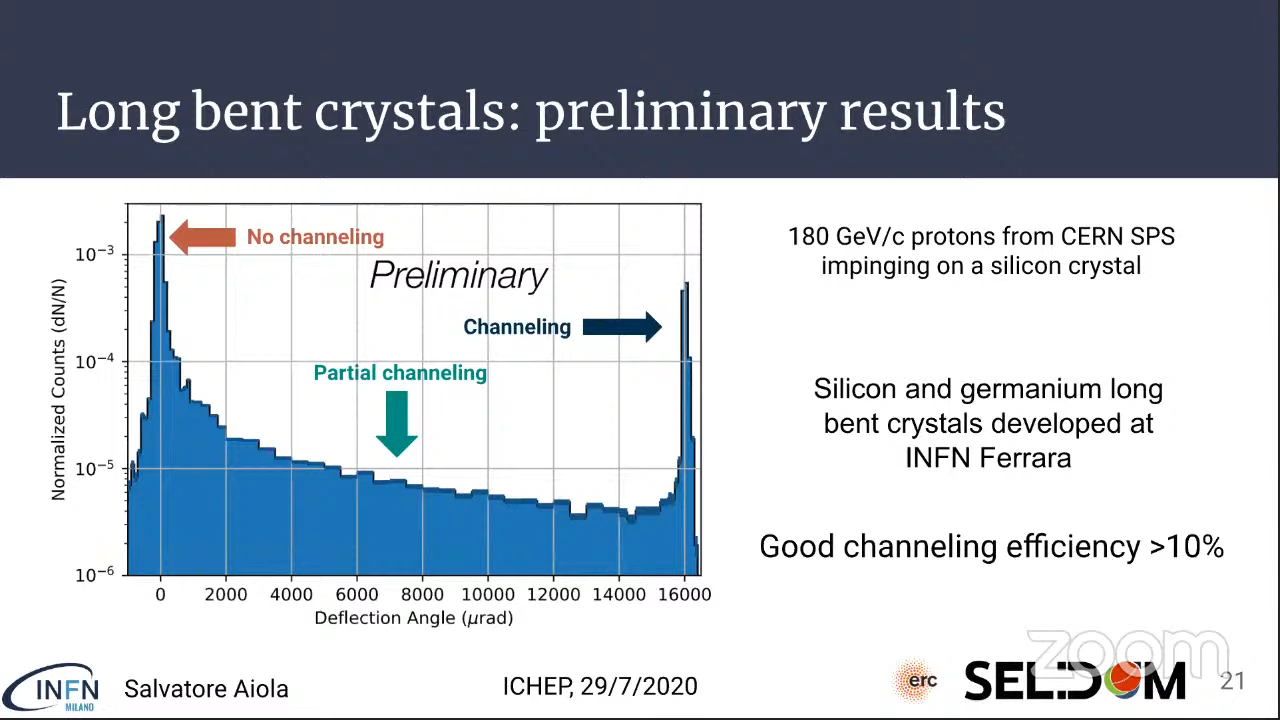 Long bent crystals: preliminary results
No channeling
Preliminary
Channeling
Partial channeling
Normalized Counts (dN/N)
10⁻³
10⁻⁴
10⁻⁵
10⁻⁶
0 2000 4000 6000 8000 10000 12000 14000 16000
Deflection Angle (μrad)
180 GeV/c protons from CERN SPS
impinging on a silicon crystal
Silicon and germanium long
bent crystals developed at
INFN Ferrara
Good channeling efficiency >10%
zoom
INFN
MILANO
Salvatore Aiola
ICHEP, 29/7/2020
erc
SELDOM
21